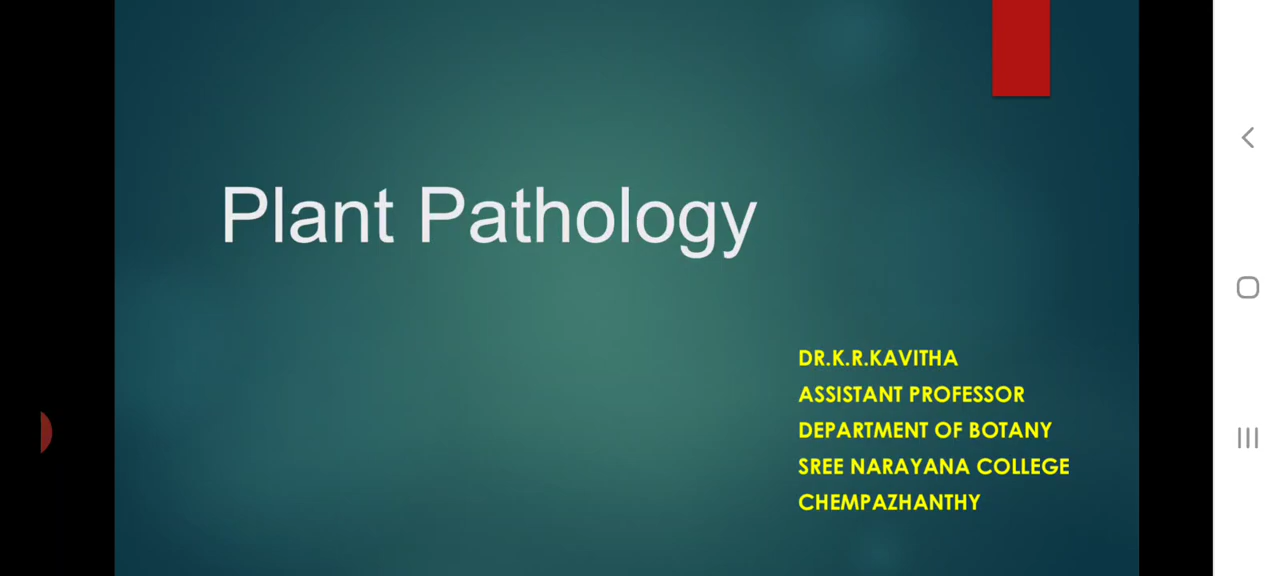 Plant Pathology
DR.K.R.KAVITHA
ASSISTANT PROFESSOR
DEPARTMENT OF BOTANY
SREE NARAYANA COLLEGE
CHEMPAZHANTHY